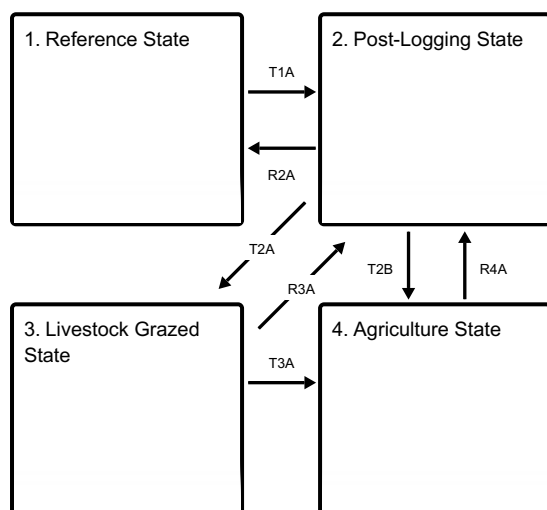 1. Reference State
2. Post-Logging State
T1A
R2A
T2A
R3A
T2B
R4A
3. Livestock Grazed
State
4. Agriculture State
T3A